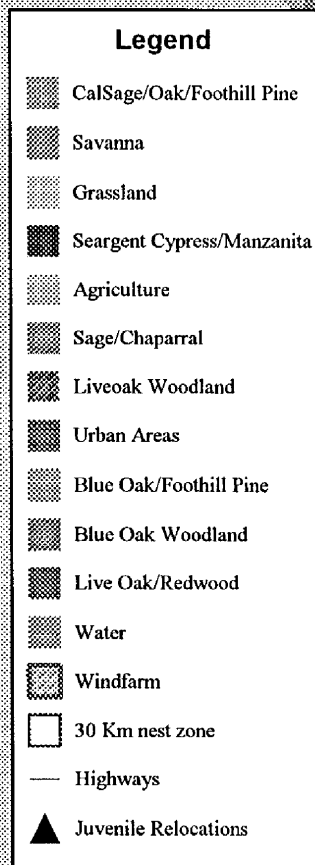 Legend
CalSage/Oak/Foothill Pine
Savanna
Grassland
Seargent Cypress/Manzanita
Agriculture
Sage/Chaparral
Liveoak Woodland
Urban Areas
Blue Oak/Foothill Pine
Blue Oak Woodland
Live Oak/Redwood
Water
Windfarm
30 Km nest zone
Highways
Juvenile Relocations